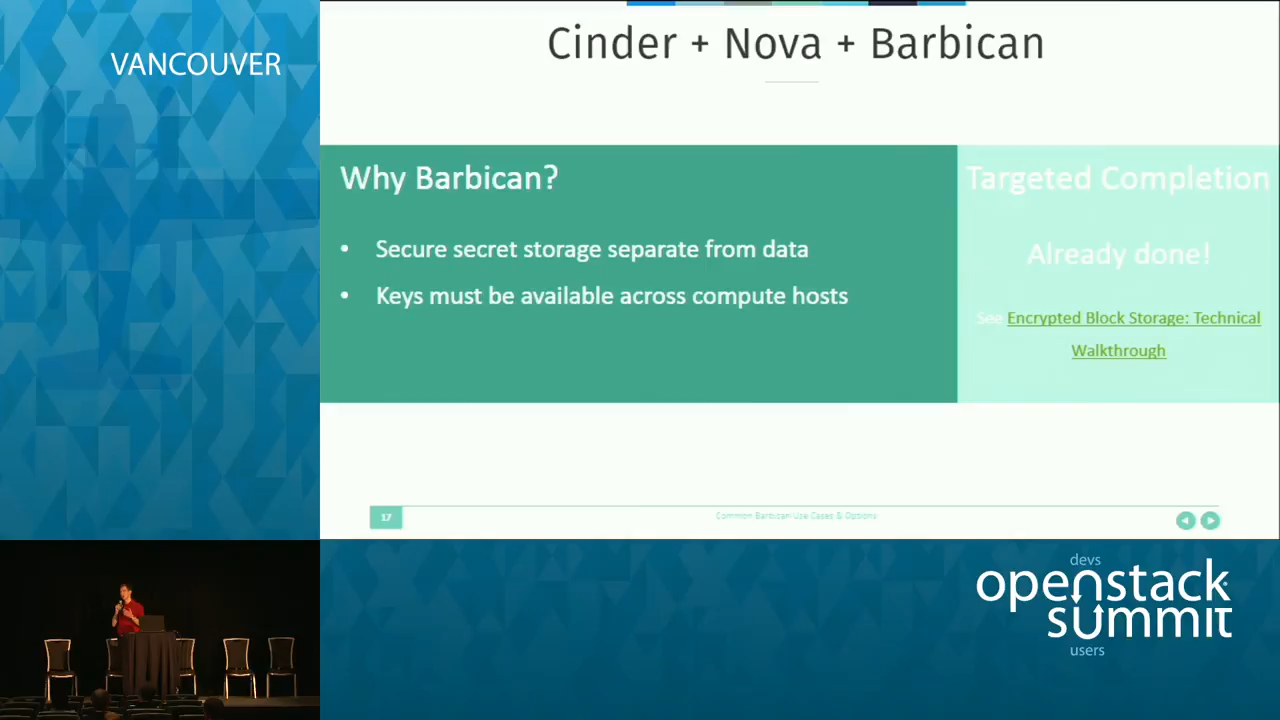 VANCOUVER
Cinder + Nova + Barbican
Why Barbican?
• Secure secret storage separate from data
• Keys must be available across compute hosts
Targeted Completion
Already done!
See Encrypted Block Storage: Technical
Walkthrough
17
Common Barbican Use Cases & Options
devs
openstack
summit
users